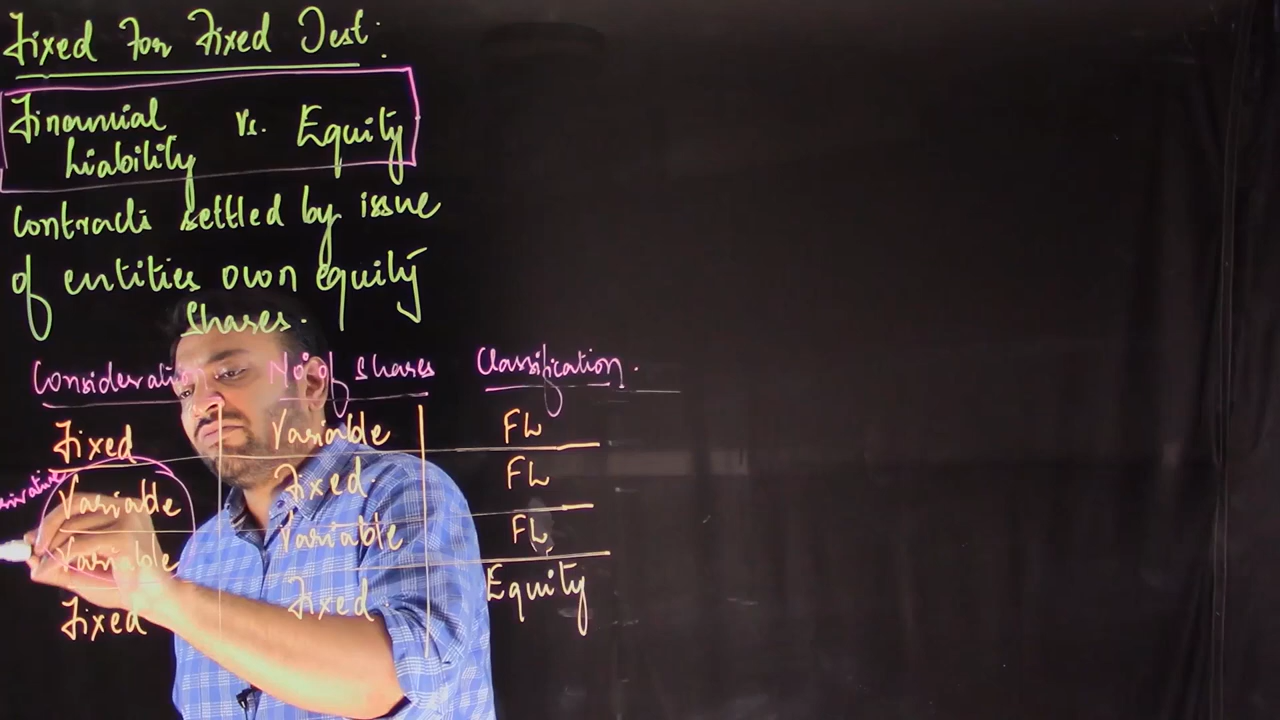 Fixed For Fixed Test:
Financial Liability vs. Equity
Contracts settled by issue
of entities own equity
shares.
Consideration No. of shares Classification.
Fixed Variable FL
Variable Fixed. FL
Variable Variable FL
Fixed Fixed. Equity